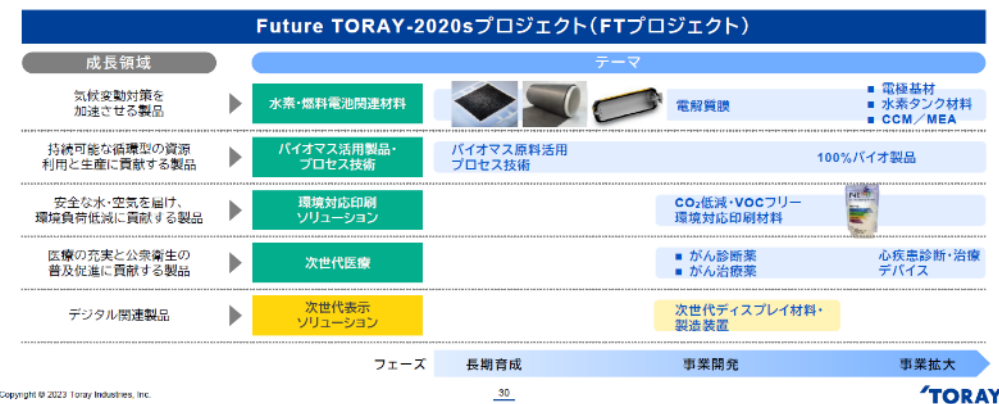 Future TORAY-2020sプロジェクト(FTプロジェクト)
成長領域
テーマ
気候変動対策を
加速させる製品
水素・燃料電池関連材料
電解質膜
■ 電極基材
■ 水素タンク材料
■ CCM/MEA
持続可能な循環型の資源
利用と生産に貢献する製品
バイオマス活用製品・
プロセス技術
バイオマス原料活用
プロセス技術
100%バイオ製品
安全な水・空気を届け、
環境負荷低減に貢献する製品
環境対応印刷
ソリューション
CO₂低減・VOCフリー
環境対応印刷材料
医療の充実と公衆衛生の
普及促進に貢献する製品
次世代医療
■ がん診断薬
■ がん治療薬
心疾患診断・治療
デバイス
デジタル関連製品
次世代表示
ソリューション
次世代ディスプレイ材料・
製造装置
フェーズ
長期育成
事業開発
事業拡大
Copyright © 2023 Toray Industries, Inc.
30
TORAY